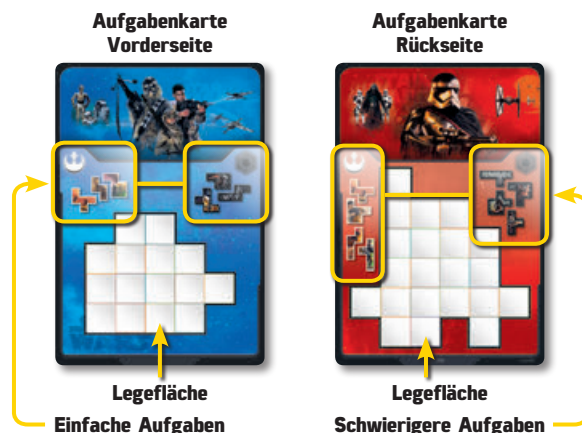 Aufgabenkarte
Vorderseite
Aufgabenkarte
Rückseite
Legefläche
Legefläche
Einfache Aufgaben
Schwierigere Aufgaben